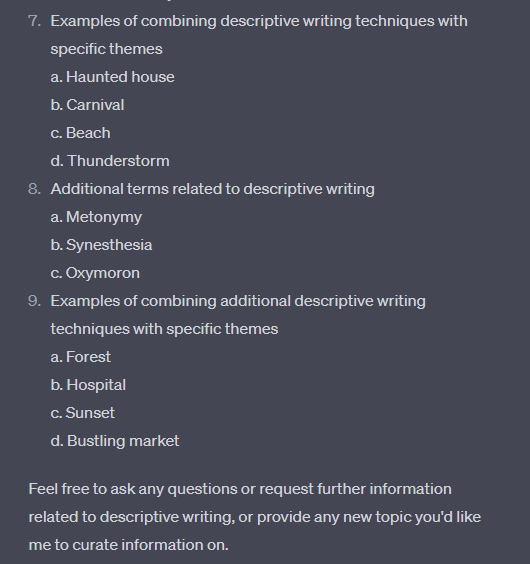 7. Examples of combining descriptive writing techniques with
specific themes
a. Haunted house
b. Carnival
c. Beach
d. Thunderstorm
8. Additional terms related to descriptive writing
a. Metonymy
b. Synesthesia
c. Oxymoron
9. Examples of combining additional descriptive writing
techniques with specific themes
a. Forest
b. Hospital
c. Sunset
d. Bustling market
Feel free to ask any questions or request further information
related to descriptive writing, or provide any new topic you'd like
me to curate information on.